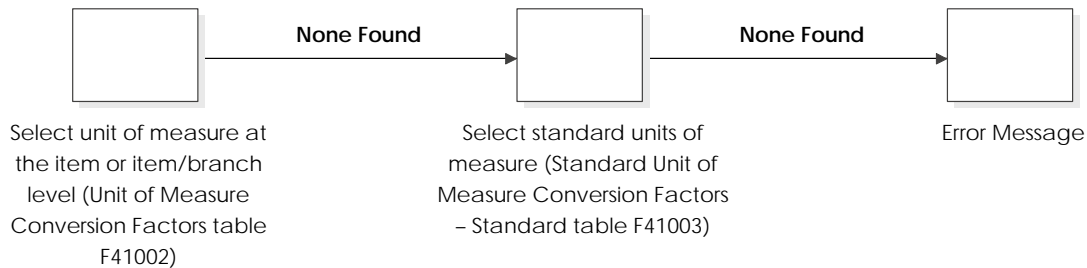 None Found
None Found
Select unit of measure at
the item or item/branch
level (Unit of Measure
Conversion Factors table
F41002)
Select standard units of
measure (Standard Unit of
Measure Conversion Factors
– Standard table F41003)
Error Message